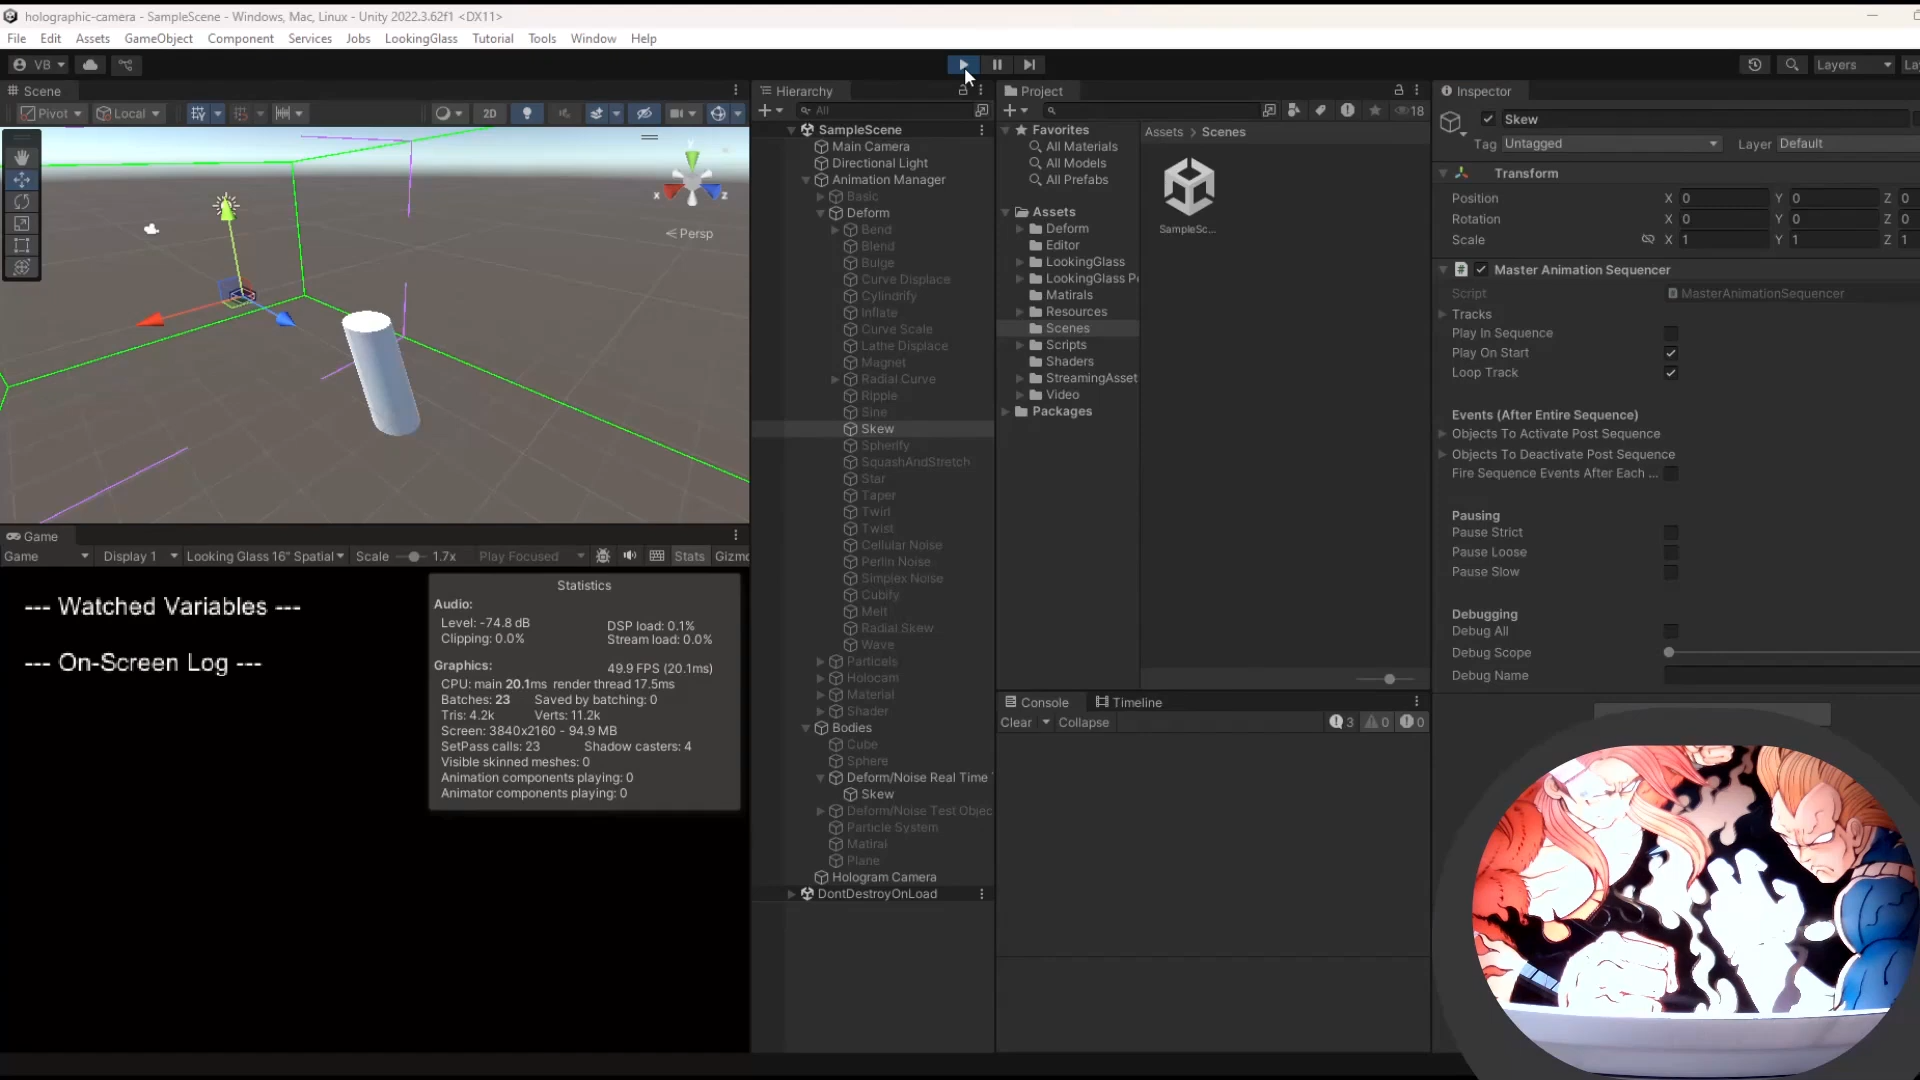 holographic-camera - SampleScene - Windows, Mac, Linux - Unity 2022.3.62f1 <DX11>
File Edit Assets GameObject Component Services Jobs LookingGlass Tutorial Tools Window Help
VB Layers
Scene
Pivot Local 2D
Persp
x y z
Game
Game Display 1 Looking Glass 16" Spatial Scale 1.7x Play Focused Stats Gizmo
--- Watched Variables ---
--- On-Screen Log ---
Statistics
Audio:
Level: -74.8 dB DSP load: 0.1%
Clipping: 0.0% Stream load: 0.0%
Graphics: 49.9 FPS (20.1ms)
CPU: main 20.1ms render thread 17.5ms
Batches: 23 Saved by batching: 0
Tris: 4.2k Verts: 11.2k
Screen: 3840x2160 - 94.9 MB
SetPass calls: 23 Shadow casters: 4
Visible skinned meshes: 0
Animation components playing: 0
Animator components playing: 0
Hierarchy
All
SampleScene
Main Camera
Directional Light
Animation Manager
Basic
Deform
Bend
Blend
Bulge
Curve Displace
Cylindrify
Inflate
Curve Scale
Lathe Displace
Magnet
Radial Curve
Ripple
Sine
Skew
Spherify
SquashAndStretch
Star
Taper
Twirl
Twist
Cellular Noise
Perlin Noise
Simplex Noise
Cubify
Melt
Radial Skew
Wave
Particels
Holocam
Material
Shader
Bodies
Cube
Sphere
Deform/Noise Real Time
Skew
Deform/Noise Test Objec
Particle System
Matiral
Plane
Hologram Camera
DontDestroyOnLoad
Project
18
Favorites
All Materials
All Models
All Prefabs
Assets
Deform
Editor
LookingGlass
LookingGlass P
Matirals
Resources
Scenes
Scripts
Shaders
StreamingAsset
Video
Packages
Assets > Scenes
SampleSc...
Console Timeline
Clear Collapse 3 0 0
Inspector
Skew
Tag Untagged Layer Default
Transform
Position X 0 Y 0 Z 0
Rotation X 0 Y 0 Z 0
Scale X 1 Y 1 Z 1
Master Animation Sequencer
Script MasterAnimationSequencer
Tracks
Play In Sequence
Play On Start
Loop Track
Events (After Entire Sequence)
Objects To Activate Post Sequence
Objects To Deactivate Post Sequence
Fire Sequence Events After Each ...
Pausing
Pause Strict
Pause Loose
Pause Slow
Debugging
Debug All
Debug Scope
Debug Name